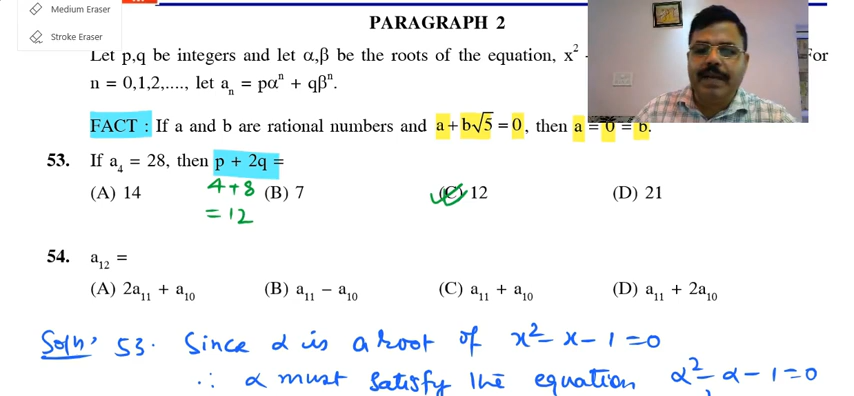 Medium Eraser
Stroke Eraser
PARAGRAPH 2
Let p,q be integers and let α,β be the roots of the equation, x² - For
n = 0,1,2,...., let aₙ = pαⁿ + qβⁿ.
FACT : If a and b are rational numbers and a + b√5 = 0, then a = 0 = b.
53. If a₄ = 28, then p + 2q =
(A) 14 (B) 7 (C) 12 (D) 21
4+8
= 12
54. a₁₂ =
(A) 2a₁₁ + a₁₀ (B) a₁₁ − a₁₀ (C) a₁₁ + a₁₀ (D) a₁₁ + 2a₁₀
Soln' 53. Since α is a root of x² - x - 1 = 0
∴ α must satisfy the equation α² - α - 1 = 0